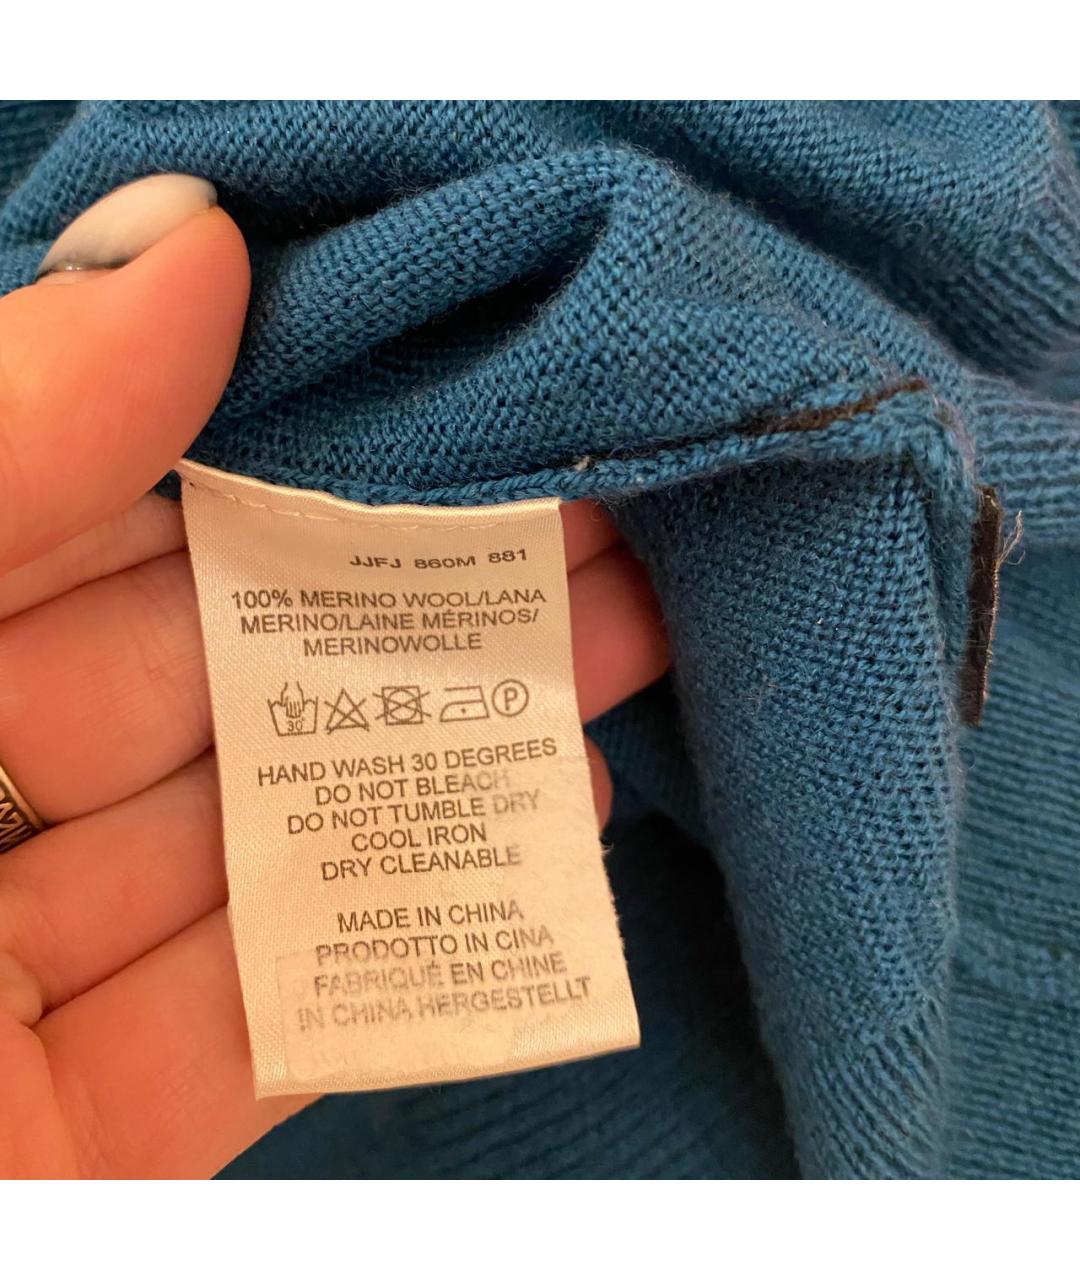 JJFJ 860M 881
100% MERINO WOOL/LANA
MERINO/LAINE MÉRINOS/
MERINOWOLLE
30° P
HAND WASH 30 DEGREES
DO NOT BLEACH
DO NOT TUMBLE DRY
COOL IRON
DRY CLEANABLE
MADE IN CHINA
PRODOTTO IN CINA
FABRIQUÉ EN CHINE
IN CHINA HERGESTELLT